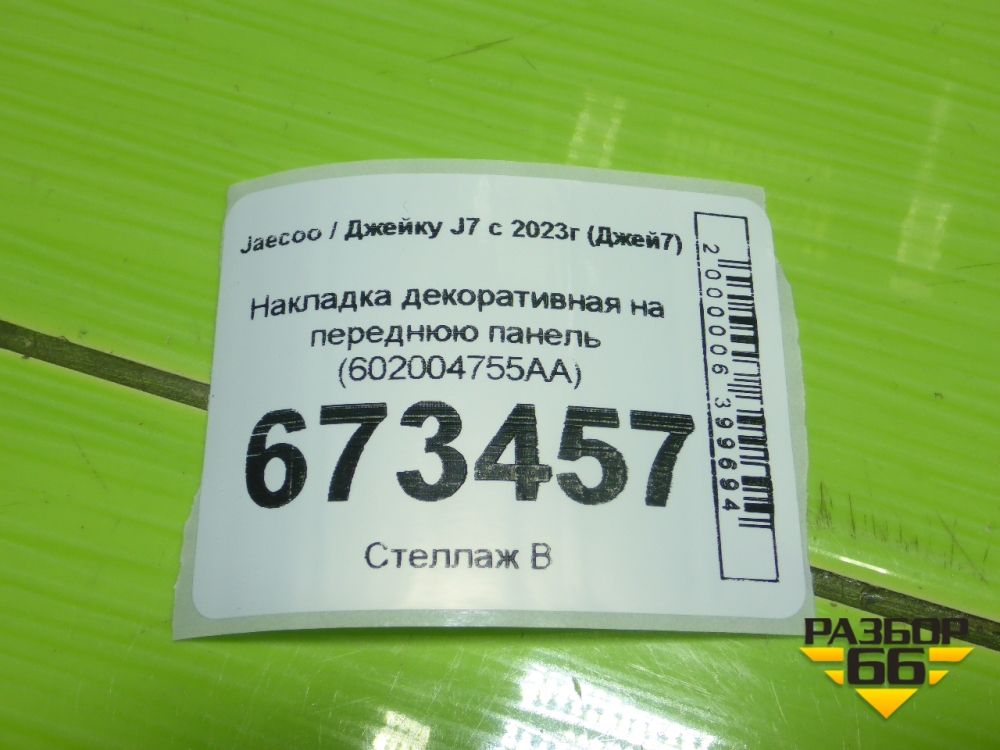 Jaecoo / Джейку J7 с 2023г (Джей7)
Накладка декоративная на
переднюю панель
(602004755AA)
673457
Стеллаж В
2000006399694
РАЗБОР
66